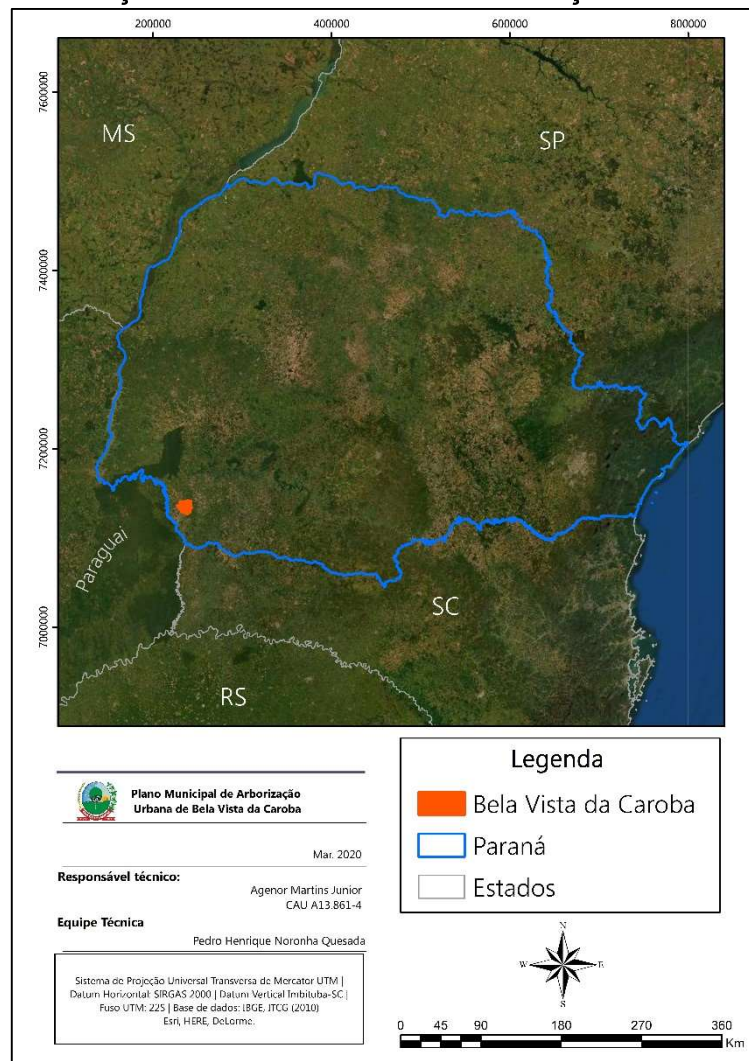 200000 400000 600000 800000
7600000
7400000
7200000
7000000
MS
SP
Paraguai
SC
RS
Plano Municipal de Arborização
Urbana de Bela Vista da Caroba
Mar. 2020
Responsável técnico:
Agenor Martins Junior
CAU A13.861-4
Equipe Técnica
Pedro Henrique Noronha Quesada
Sistema de Projeção Universal Transversa de Mercator UTM |
Datum Horizontal: SIRGAS 2000 | Datum Vertical Imbituba-SC |
Fuso UTM: 22S | Base de dados: IBGE, ITCG (2010)
Esri, HERE, DeLorme.
Legenda
Bela Vista da Caroba
Paraná
Estados
N
W E
S
0 45 90 180 270 360
Km